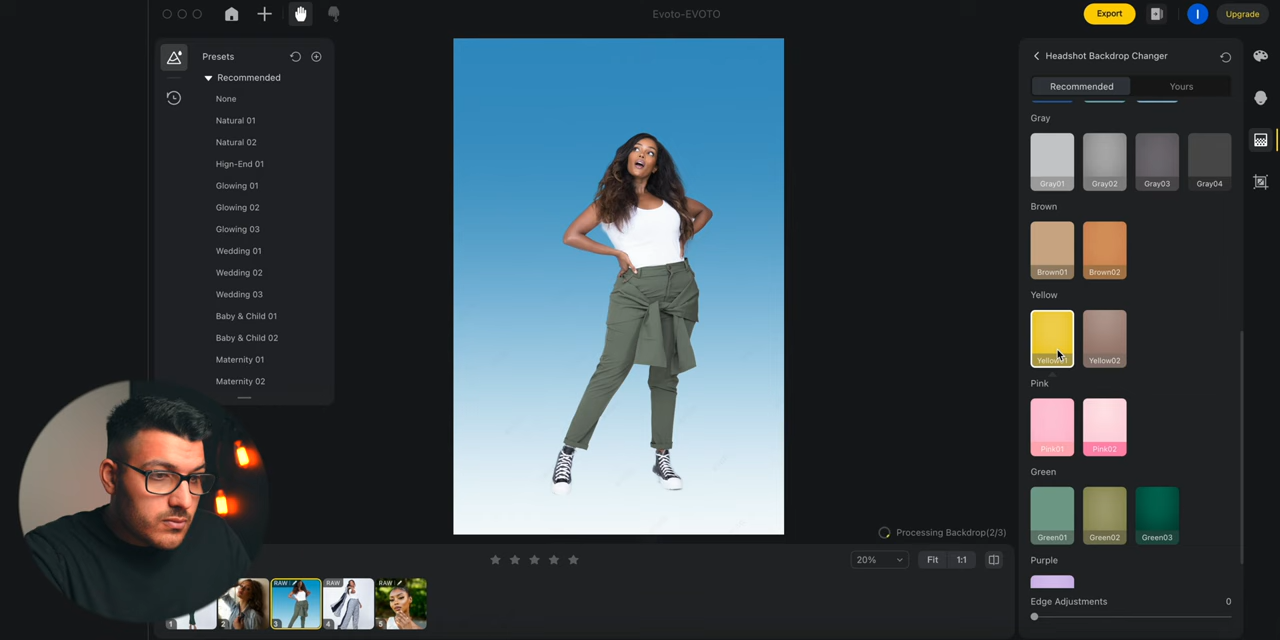 Evoto-EVOTO
Export
I
Upgrade
Presets
Recommended
None
Natural 01
Natural 02
Hign-End 01
Glowing 01
Glowing 02
Glowing 03
Wedding 01
Wedding 02
Wedding 03
Baby & Child 01
Baby & Child 02
Maternity 01
Maternity 02
Processing Backdrop(2/3)
20%
Fit
1:1
1
2
RAW
3
RAW
4
RAW
5
Headshot Backdrop Changer
Recommended
Yours
Gray
Gray01
Gray02
Gray03
Gray04
Brown
Brown01
Brown02
Yellow
Yellow01
Yellow02
Pink
Pink01
Pink02
Green
Green01
Green02
Green03
Purple
Edge Adjustments
0